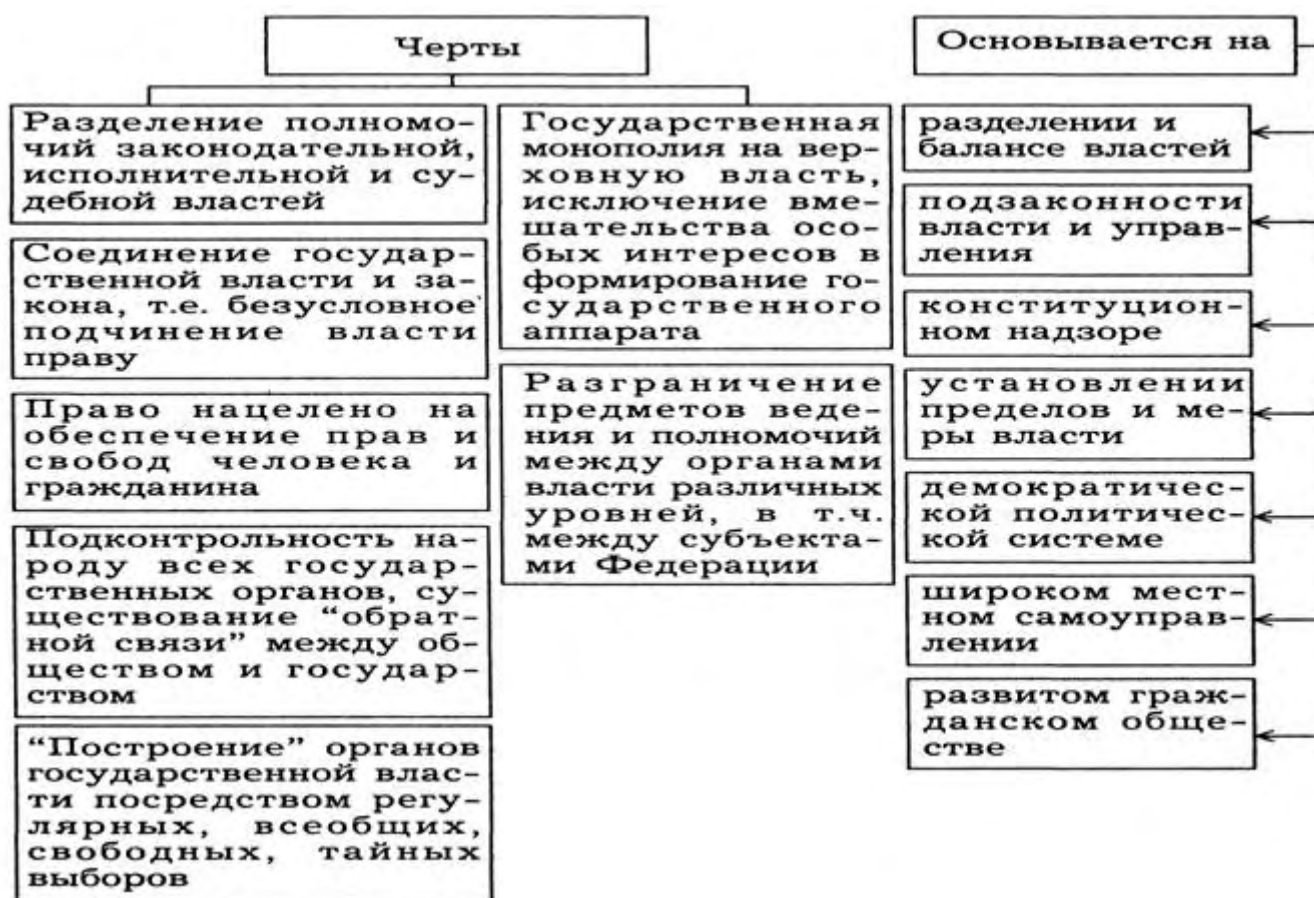 Черты
Разделение полномо-
чий законодательной,
исполнительной и су-
дебной властей
Соединение государ-
ственной власти и за-
кона, т.е. безусловное
подчинение власти
праву
Право нацелено на
обеспечение прав и
свобод человека и
гражданина
Подконтрольность на-
роду всех государ-
ственных органов, су-
ществование “обрат-
ной связи” между об-
ществом и государ-
ством
“Построение” органов
государственной влас-
ти посредством регу-
лярных, всеобщих,
свободных, тайных
выборов
Государственная
монополия на вер-
ховную власть,
исключение вме-
шательства осо-
бых интересов в
формирование го-
сударственного
аппарата
Разграничение
предметов веде-
ния и полномочий
между органами
власти различных
уровней, в т.ч.
между субъекта-
ми Федерации
Основывается на
разделении и
балансе властей
подзаконности
власти и управ-
ления
конституцион-
ном надзоре
установлении
пределов и ме-
ры власти
демократичес-
кой политичес-
кой системе
широком мест-
ном самоуправ-
лении
развитом граж-
данском обще-
стве